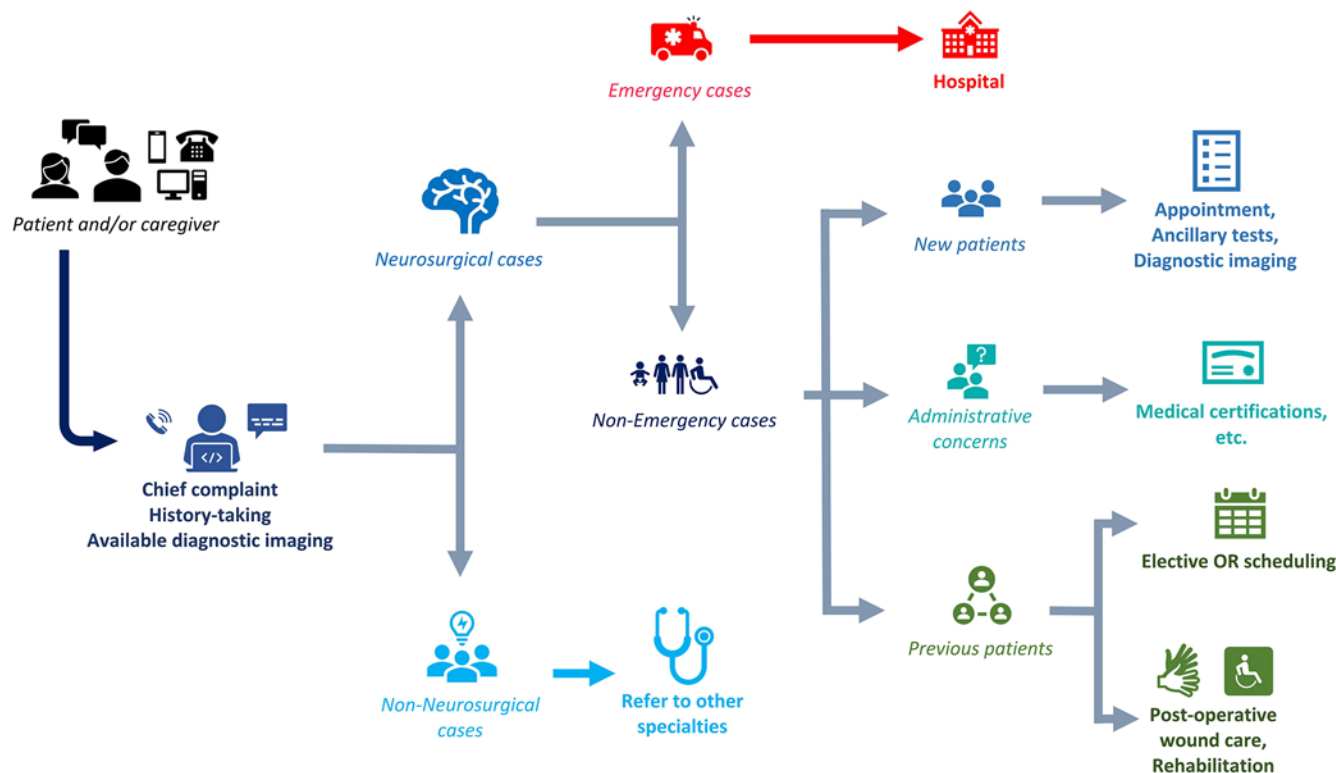 Emergency cases
Hospital
Patient and/or caregiver
Neurosurgical cases
New patients
Appointment,
Ancillary tests,
Diagnostic imaging
?
Non-Emergency cases
Administrative
concerns
Medical certifications,
etc.
</>
Chief complaint
History-taking
Available diagnostic imaging
Elective OR scheduling
Non-Neurosurgical
cases
Refer to other
specialties
Previous patients
Post-operative
wound care,
Rehabilitation